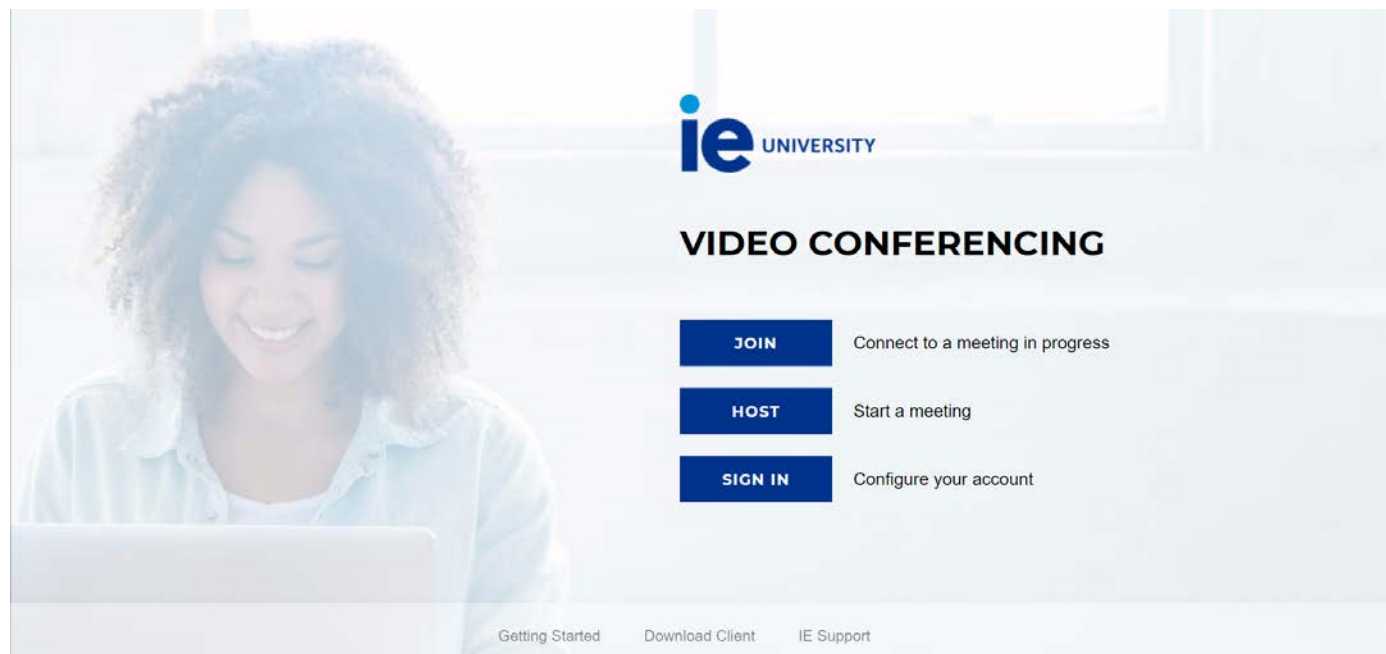 ie UNIVERSITY
VIDEO CONFERENCING
JOIN Connect to a meeting in progress
HOST Start a meeting
SIGN IN Configure your account
Getting Started Download Client IE Support